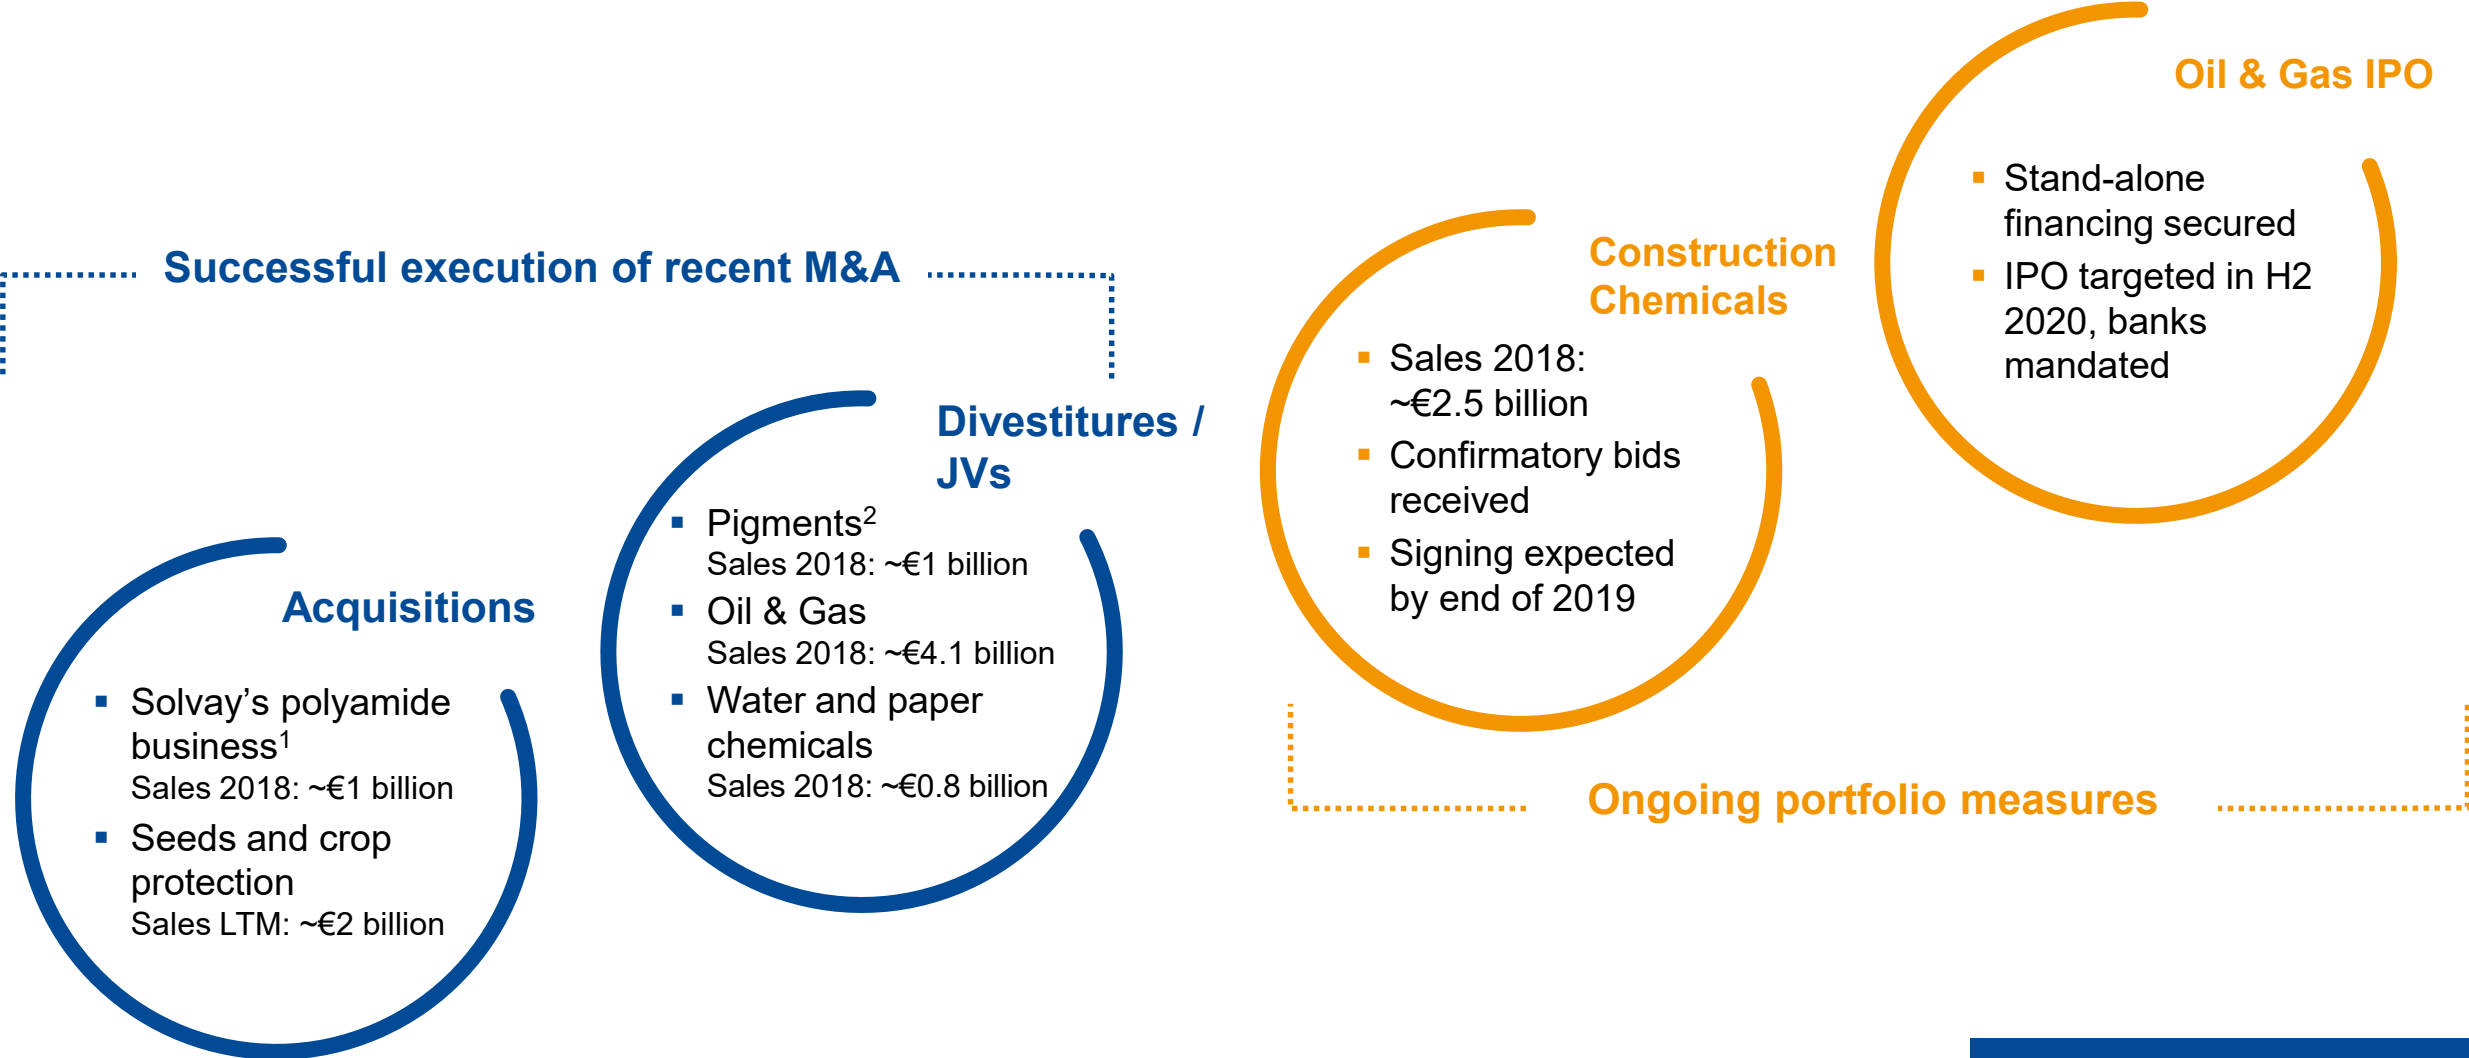 Successful execution of recent M&A
Acquisitions
▪ Solvay’s polyamide
business¹
Sales 2018: ~€1 billion
▪ Seeds and crop
protection
Sales LTM: ~€2 billion
Divestitures /
JVs
▪ Pigments²
Sales 2018: ~€1 billion
▪ Oil & Gas
Sales 2018: ~€4.1 billion
▪ Water and paper
chemicals
Sales 2018: ~€0.8 billion
Construction
Chemicals
▪ Sales 2018:
~€2.5 billion
▪ Confirmatory bids
received
▪ Signing expected
by end of 2019
Oil & Gas IPO
▪ Stand-alone
financing secured
▪ IPO targeted in H2
2020, banks
mandated
Ongoing portfolio measures